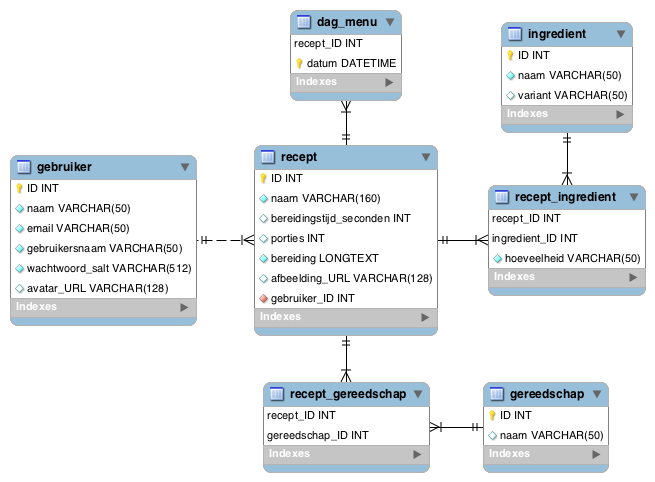 dag_menu
recept_ID INT
datum DATETIME
Indexes
ingredient
ID INT
naam VARCHAR(50)
variant VARCHAR(50)
Indexes
gebruiker
ID INT
naam VARCHAR(50)
email VARCHAR(50)
gebruikersnaam VARCHAR(50)
wachtwoord_salt VARCHAR(512)
avatar_URL VARCHAR(128)
Indexes
recept
ID INT
naam VARCHAR(160)
bereidingstijd_seconden INT
porties INT
bereiding LONGTEXT
afbeelding_URL VARCHAR(128)
gebruiker_ID INT
Indexes
recept_ingredient
recept_ID INT
ingredient_ID INT
hoeveelheid VARCHAR(50)
Indexes
recept_gereedschap
recept_ID INT
gereedschap_ID INT
Indexes
gereedschap
ID INT
naam VARCHAR(50)
Indexes